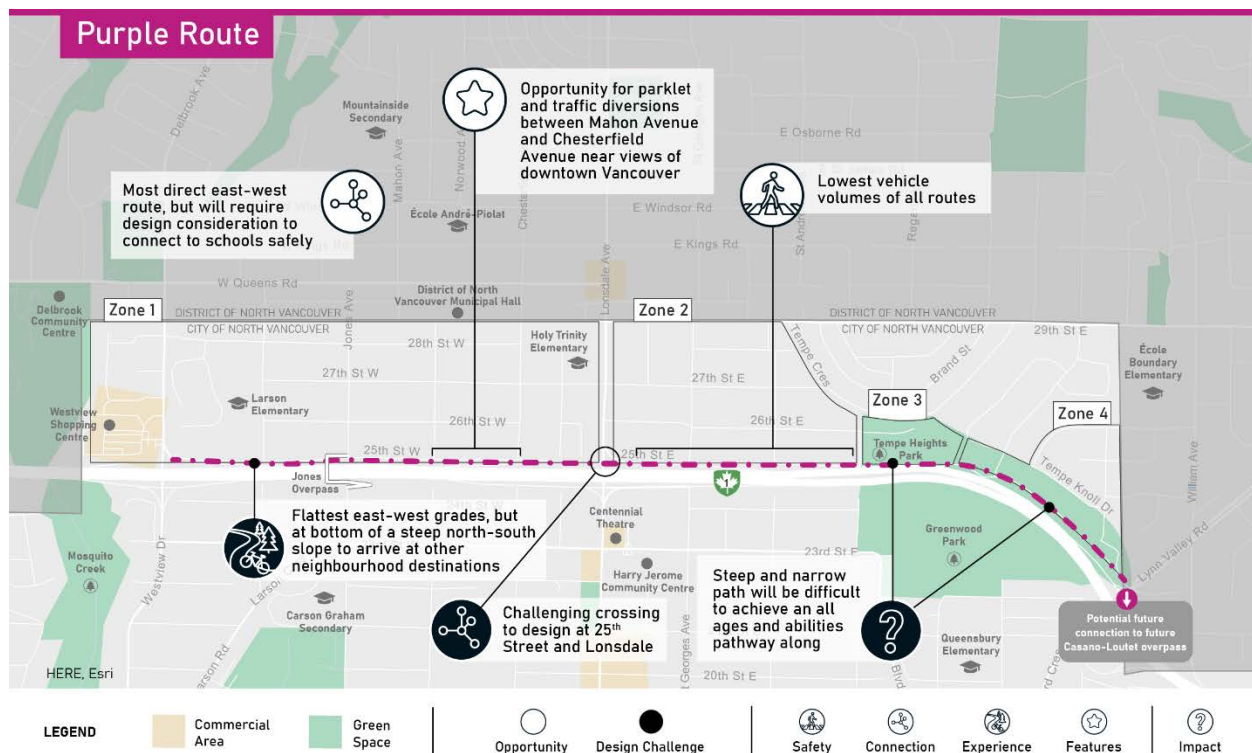 Purple Route
Delbrook Ave
Mountainside
Secondary
Mahon Ave
Opportunity for parklet
and traffic diversions
between Mahon Avenue
and Chesterfield
Avenue near views of
downtown Vancouver
E Osborne Rd
Lowest vehicle
volumes of all routes
Most direct east-west
route, but will require
design consideration to
connect to schools safely
École André-Piolat
E Windsor Rd
E Kings Rd
W Queens Rd
Lonsdale Ave
Delbrook
Community
Centre
Zone 1
DISTRICT OF NORTH VANCOUVER
CITY OF NORTH VANCOUVER
District of North
Vancouver Municipal Hall
Zone 2
DISTRICT OF NORTH VANCOUVER
CITY OF NORTH VANCOUVER
29th St E
Jones Ave
28th St W
Holy Trinity
Elementary
Tempe Cres
Brand St
École
Boundary
Elementary
27th St W
27th St E
Larson
Elementary
Westview
Shopping
Centre
26th St W
26th St E
Zone 3
Zone 4
25th St W
25th St E
Tempe Heights
Park
Tempe Knoll Dr
William Ave
Jones
Overpass
1
Flattest east-west grades, but
at bottom of a steep north-south
slope to arrive at other
neighbourhood destinations
Centennial
Theatre
Greenwood
Park
Lynn Valley Rd
Mosquito
Creek
Westview Dr
23rd St E
Harry Jerome
Community Centre
Carson Graham
Secondary
Challenging crossing
to design at 25th
Street and Lonsdale
Steep and narrow
path will be difficult
to achieve an all
ages and abilities
pathway along
Potential future
connection to future
Casano-Loutet overpass
Queensbury
Elementary
20th St E
HERE, Esri
LEGEND
Commercial
Area
Green
Space
Opportunity
Design Challenge
Safety
Connection
Experience
Features
Impact